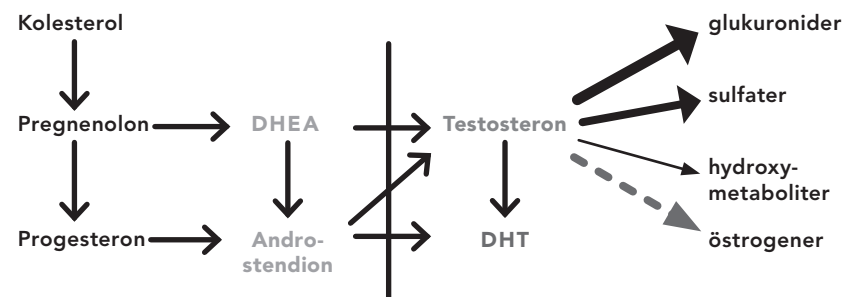 Kolesterol
glukuronider
sulfater
Pregnenolon
DHEA
Testosteron
hydroxy-
metaboliter
Progesteron
Andro-
stendion
DHT
östrogener